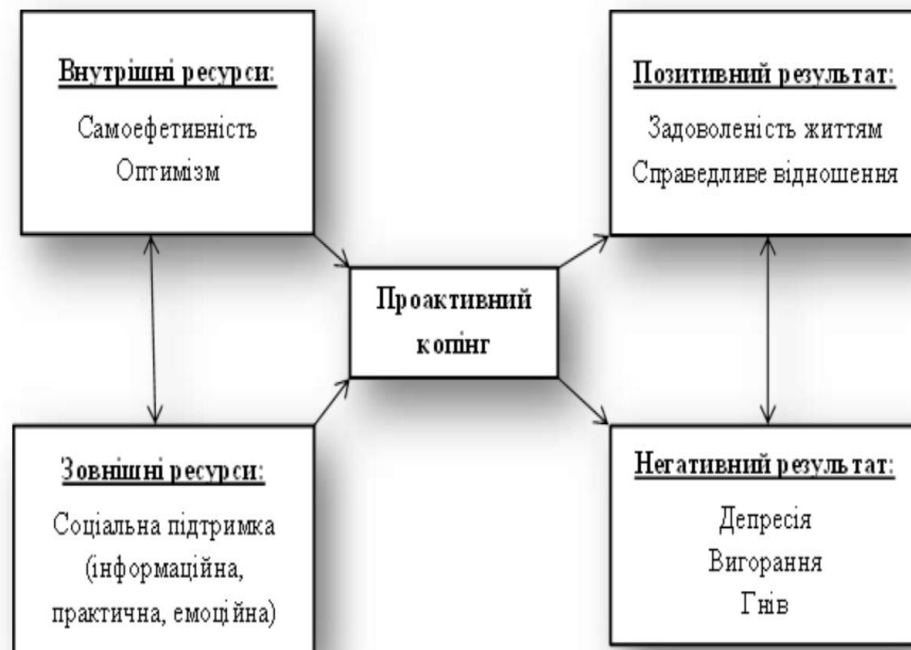 Внутрішні ресурси:
Самоефетивність
Оптимізм
Позитивний результат:
Задоволеність життям
Справедливе відношення
Проактивний
копінг
Зовнішні ресурси:
Соціальна підтримка
(інформаційна,
практична, емоційна)
Негативний результат:
Депресія
Вигорання
Гнів